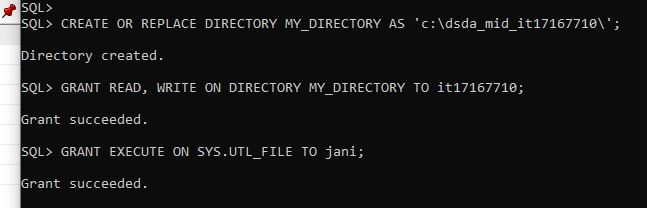 SQL>
SQL> CREATE OR REPLACE DIRECTORY MY_DIRECTORY AS 'c:\dsda_mid_it17167710\';
Directory created.
SQL> GRANT READ, WRITE ON DIRECTORY MY_DIRECTORY TO it17167710;
Grant succeeded.
SQL> GRANT EXECUTE ON SYS.UTL_FILE TO jani;
Grant succeeded.